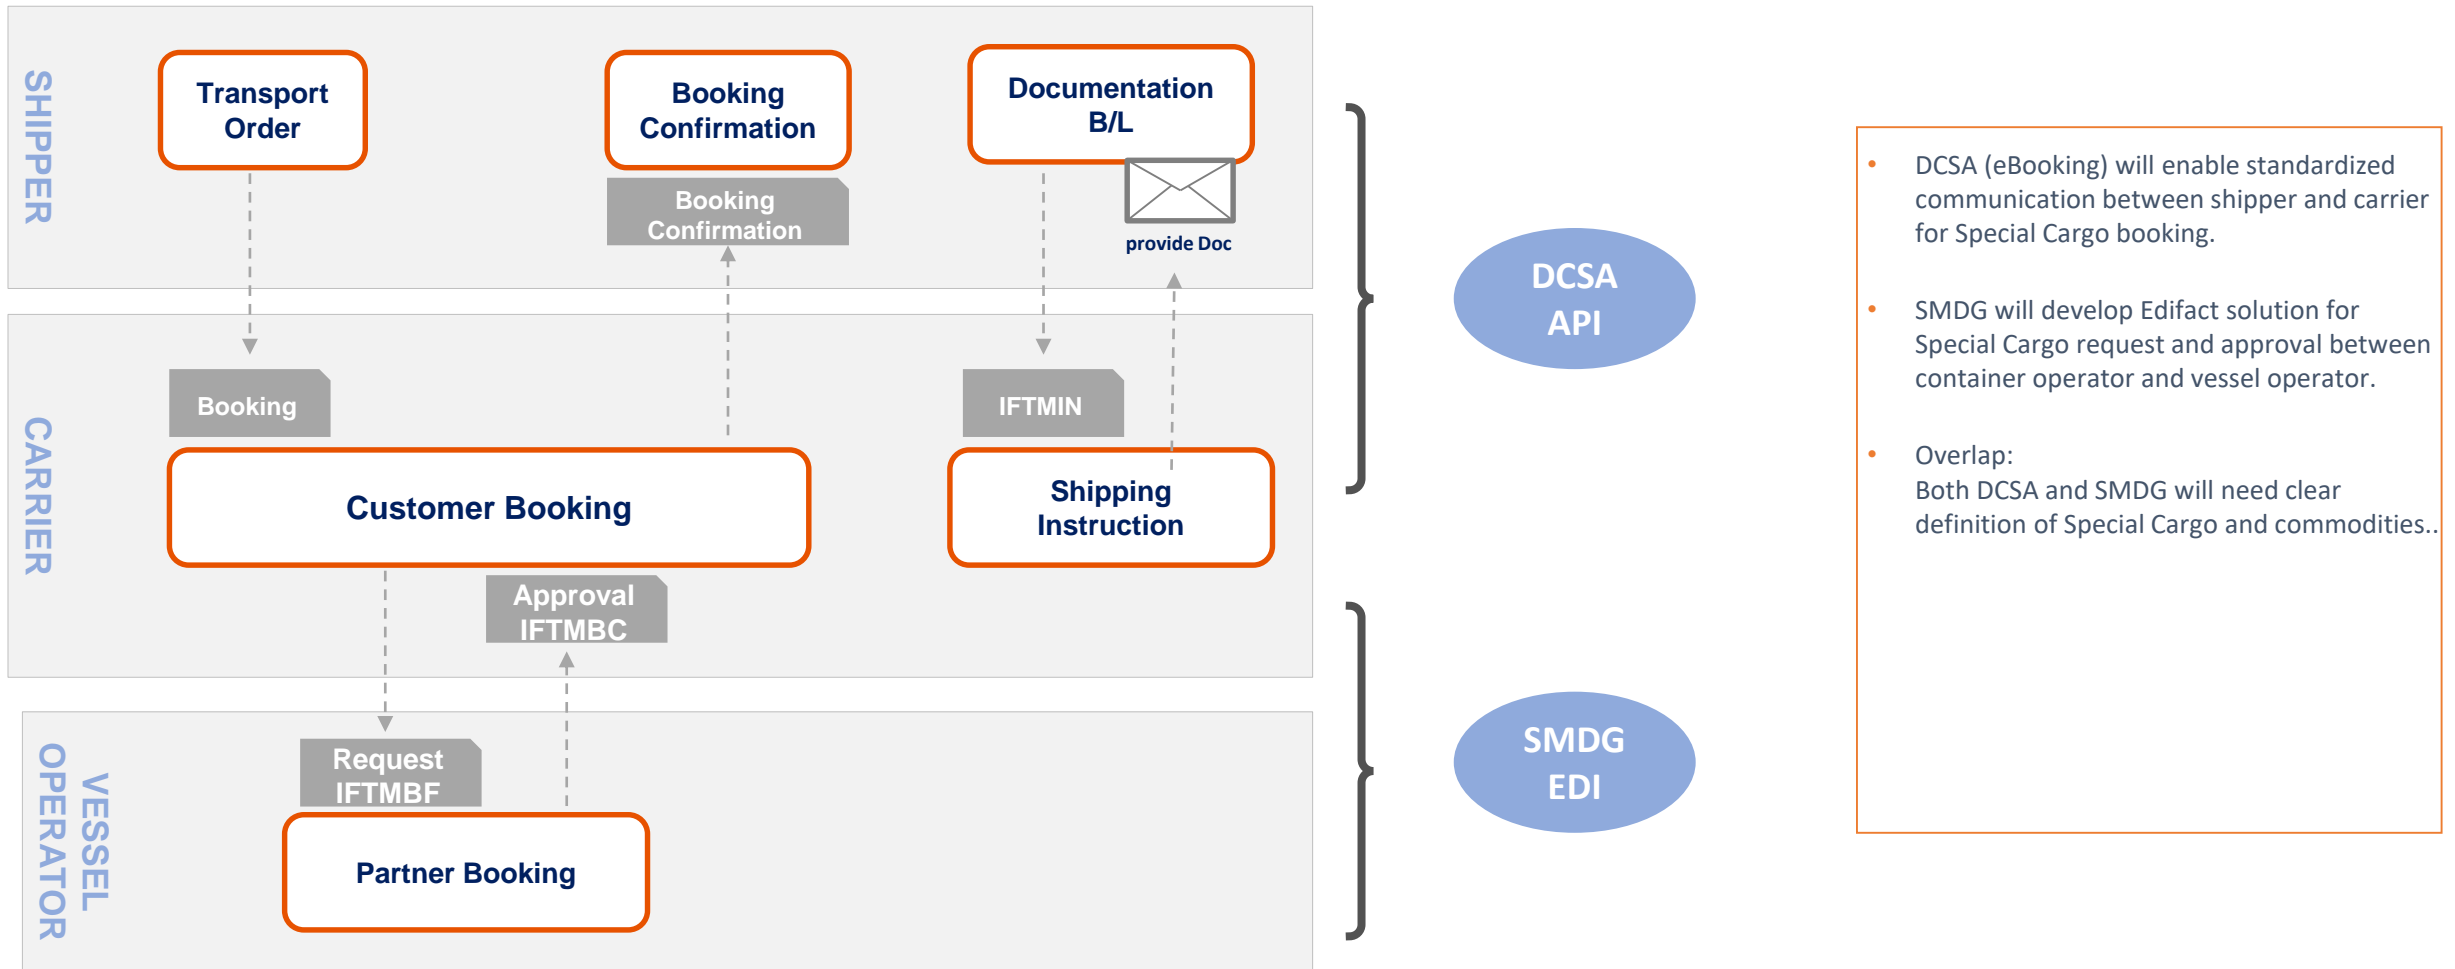 SHIPPER
Transport
Order
Booking
Confirmation
Booking
Confirmation
Documentation
B/L
provide Doc
CARRIER
Booking
IFTMIN
Customer Booking
Shipping
Instruction
Approval
IFTMBC
VESSEL
OPERATOR
Request
IFTMBF
Partner Booking
DCSA
API
SMDG
EDI
• DCSA (eBooking) will enable standardized
communication between shipper and carrier
for Special Cargo booking.
• SMDG will develop Edifact solution for
Special Cargo request and approval between
container operator and vessel operator.
• Overlap:
Both DCSA and SMDG will need clear
definition of Special Cargo and commodities..